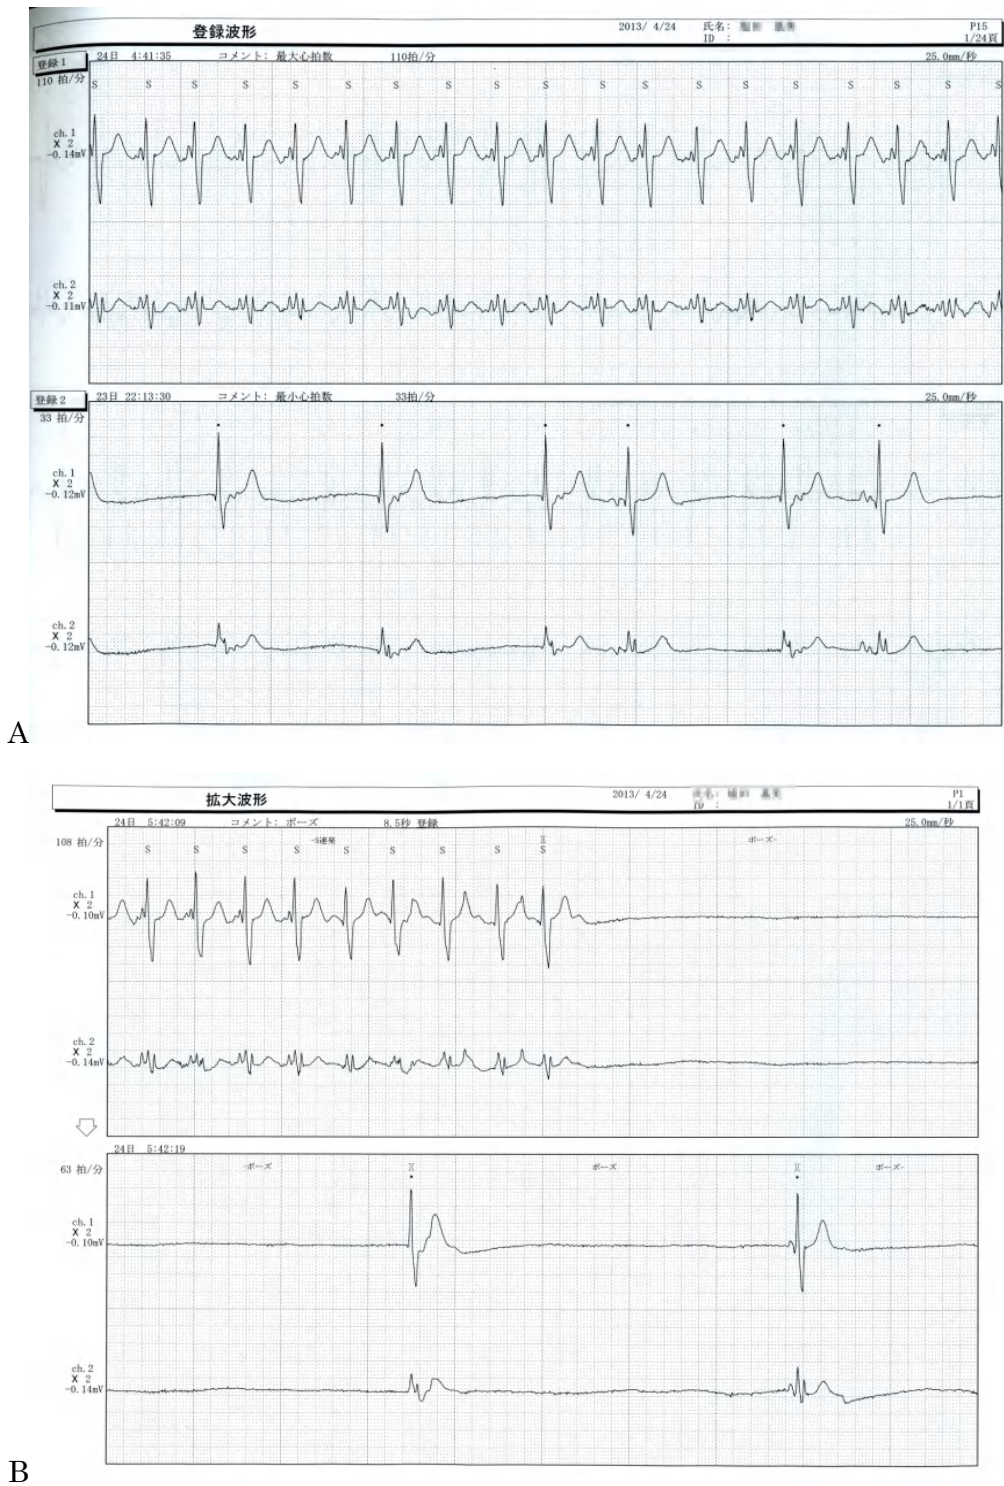 登録波形 2013/ 4/24 氏名: P15
ID : 1/24頁
登録1 24日 4:41:35 コメント: 最大心拍数 110拍/分 25.0mm/秒
110 拍/分
S S S S S S S S S S S S S S S S S S S
ch.1
X 2
-0.14mV
ch.2
X 2
-0.11mV
登録2 23日 22:13:30 コメント: 最小心拍数 33拍/分 25.0mm/秒
33 拍/分
ch.1
X 2
-0.12mV
ch.2
X 2
-0.12mV
A
拡大波形 2013/ 4/24 氏名: P1
ID : 1/1頁
24日 5:42:09 コメント: ポーズ 8.5秒 登録 25.0mm/秒
108 拍/分 -5連発 -ポーズ-
S S S S S S S S S
ch.1
X 2
-0.10mV
ch.2
X 2
-0.14mV
24日 5:42:19
63 拍/分 -ポーズ ポーズ ポーズ-
ch.1
X 2
-0.10mV
ch.2
X 2
-0.14mV
B